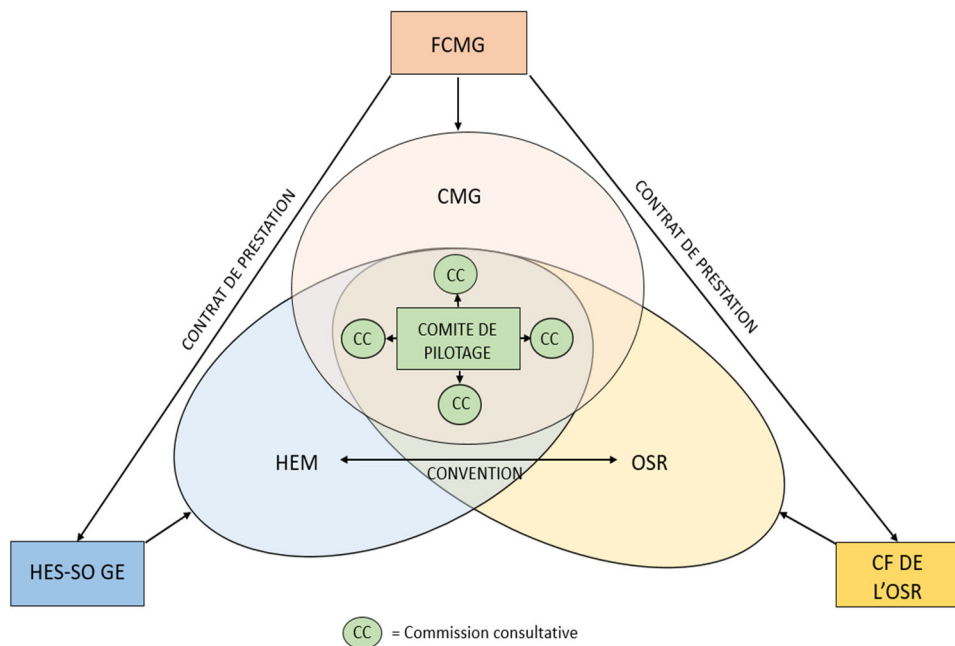 FCMG
CONTRAT DE PRESTATION
CONTRAT DE PRESTATION
CMG
CC
CC
COMITE DE
PILOTAGE
CC
CC
HEM
CONVENTION
OSR
HES-SO GE
CF DE
L'OSR
CC = Commission consultative